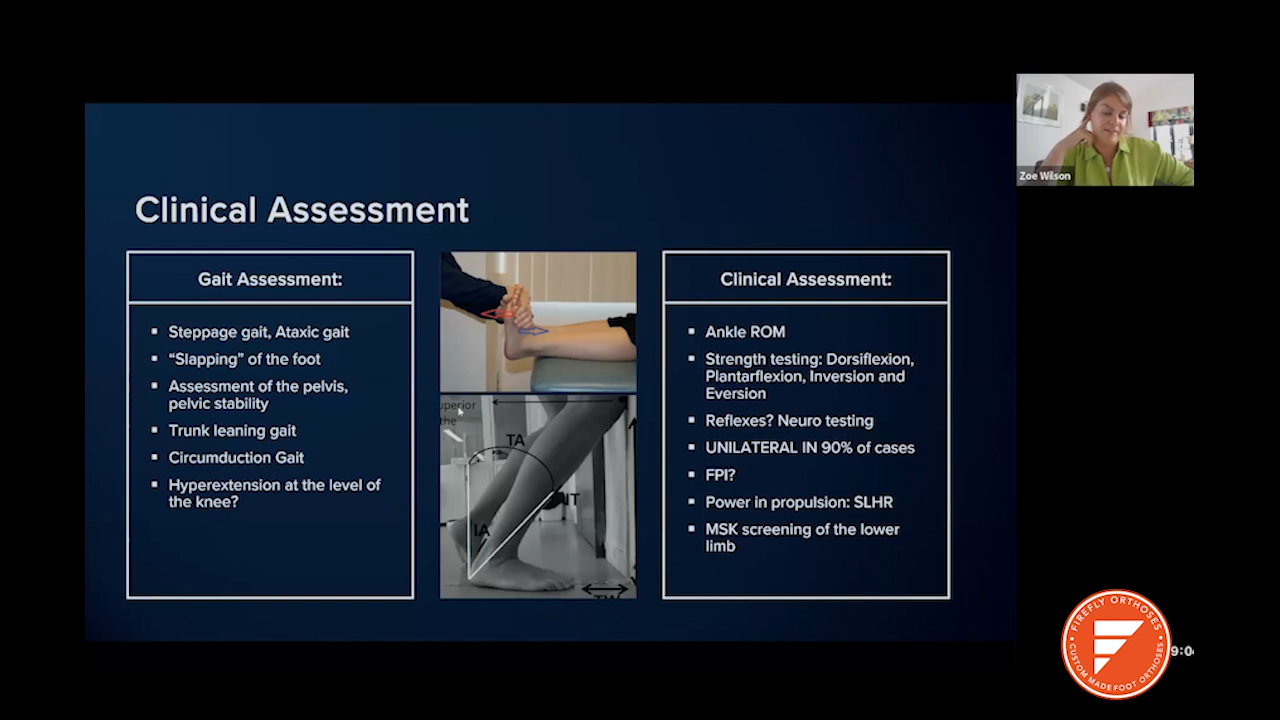 Clinical Assessment
Gait Assessment:
Steppage gait, Ataxic gait
“Slapping” of the foot
Assessment of the pelvis,
pelvic stability
Trunk leaning gait
Circumduction Gait
Hyperextension at the level of
the knee?
superior
the
TA
IT
IA
TW
Clinical Assessment:
Ankle ROM
Strength testing: Dorsiflexion,
Plantarflexion, Inversion and
Eversion
Reflexes? Neuro testing
UNILATERAL IN 90% of cases
FPI?
Power in propulsion: SLHR
MSK screening of the lower
limb
Zoe Wilson
FIREFLY ORTHOSES
CUSTOM MADE FOOT ORTHOSES